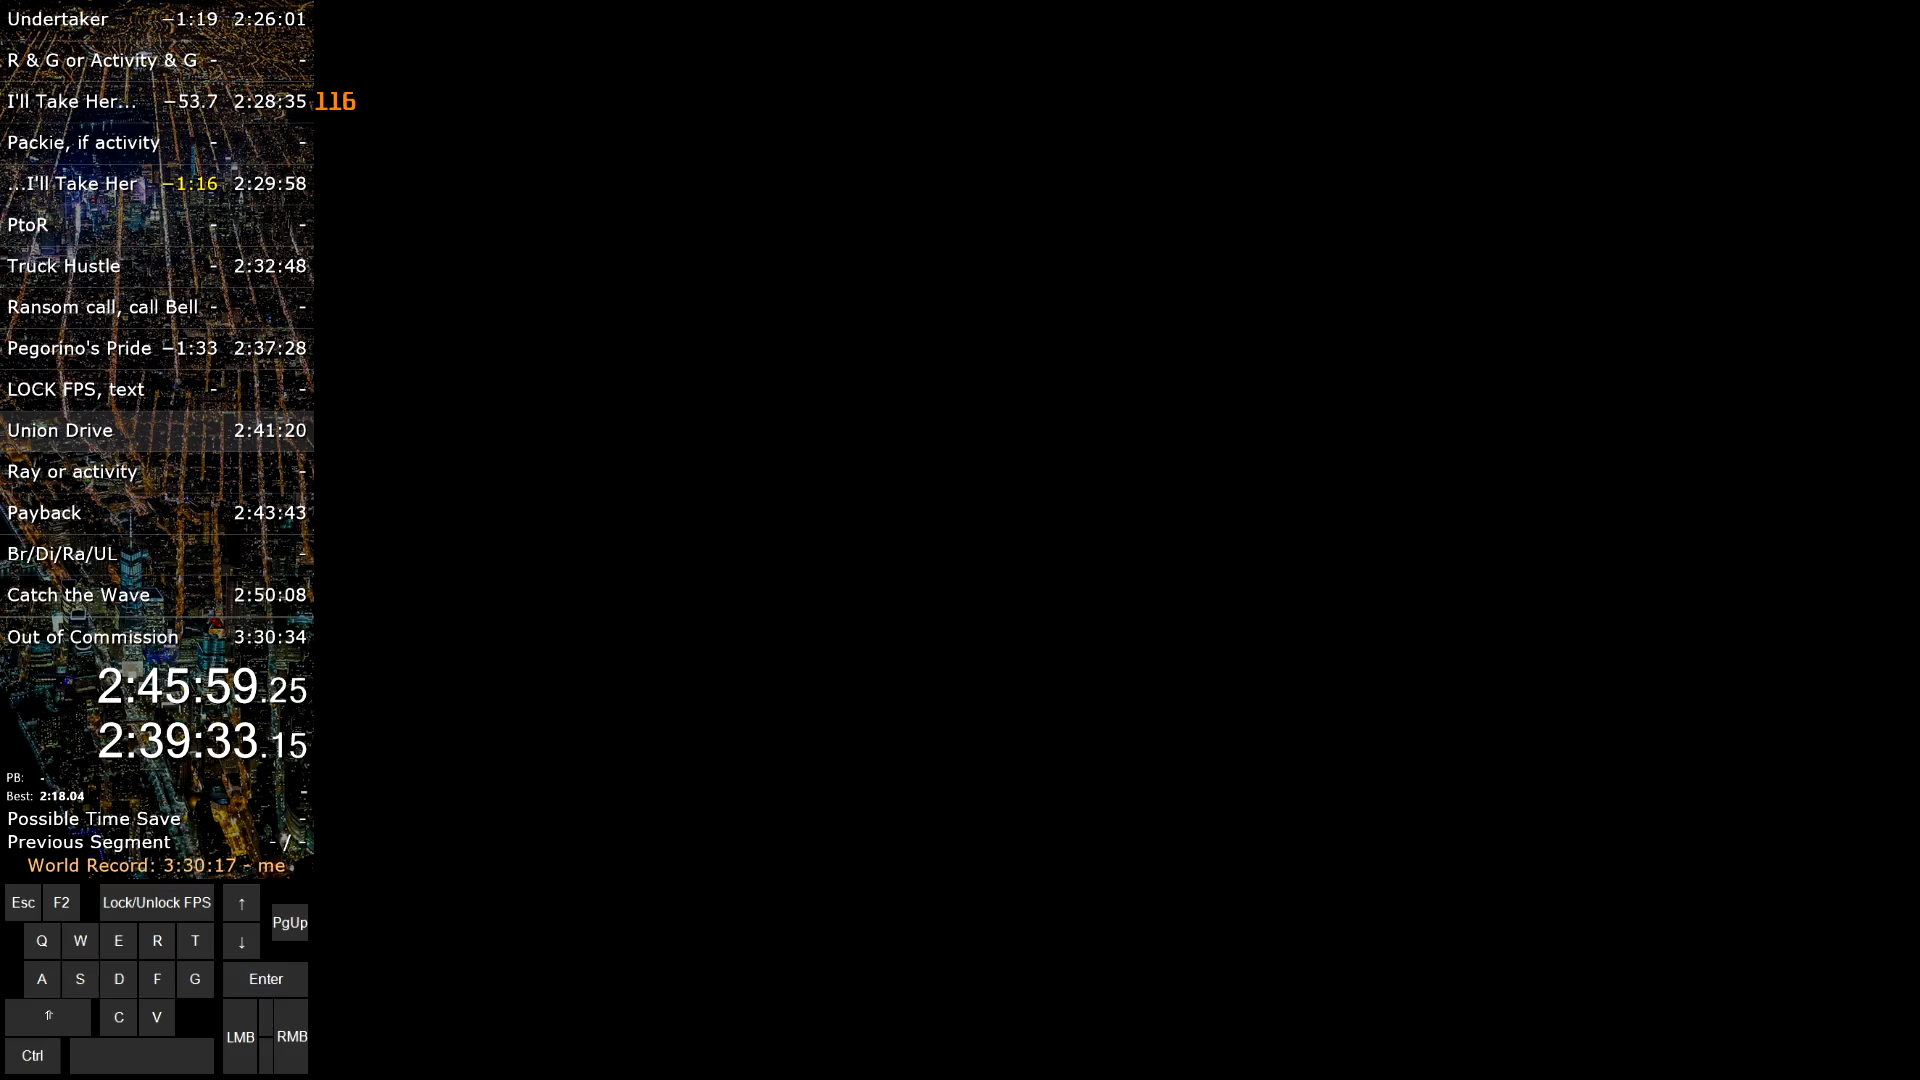 Undertaker −1:19 2:26:01
R & G or Activity & G - -
I'll Take Her... −53.7 2:28:35 116
Packie, if activity - -
...I'll Take Her −1:16 2:29:58
PtoR - -
Truck Hustle - 2:32:48
Ransom call, call Bell - -
Pegorino's Pride −1:33 2:37:28
LOCK FPS, text - -
Union Drive 2:41:20
Ray or activity -
Payback 2:43:43
Br/Di/Ra/UL -
Catch the Wave 2:50:08
Out of Commission 3:30:34
2:45:59.25
2:39:33.15
PB: -
Best: 2:18.04 -
Possible Time Save -
Previous Segment - / -
World Record: 3:30:17 - me
Esc F2 Lock/Unlock FPS ↑ PgUp
Q W E R T ↓
A S D F G Enter
⇧ C V LMB RMB
Ctrl